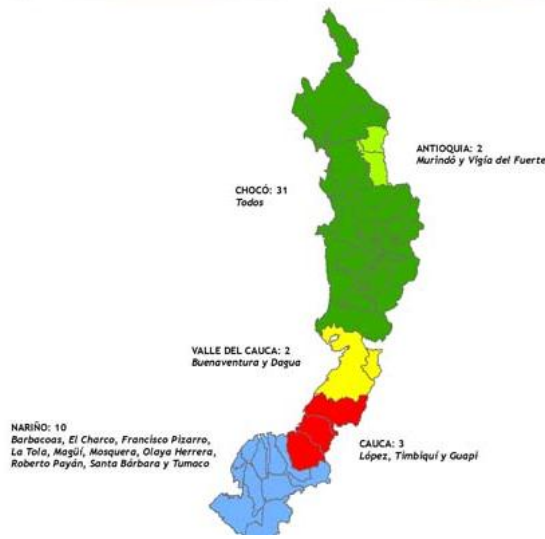 ANTIOQUIA: 2
Murindó y Vigía del Fuerte
CHOCÓ: 31
Todos
VALLE DEL CAUCA: 2
Buenaventura y Dagua
NARIÑO: 10
Barbacoas, El Charco, Francisco Pizarro,
La Tola, Magüí, Mosquera, Olaya Herrera,
Roberto Payán, Santa Bárbara y Tumaco
CAUCA: 3
López, Timbiquí y Guapi